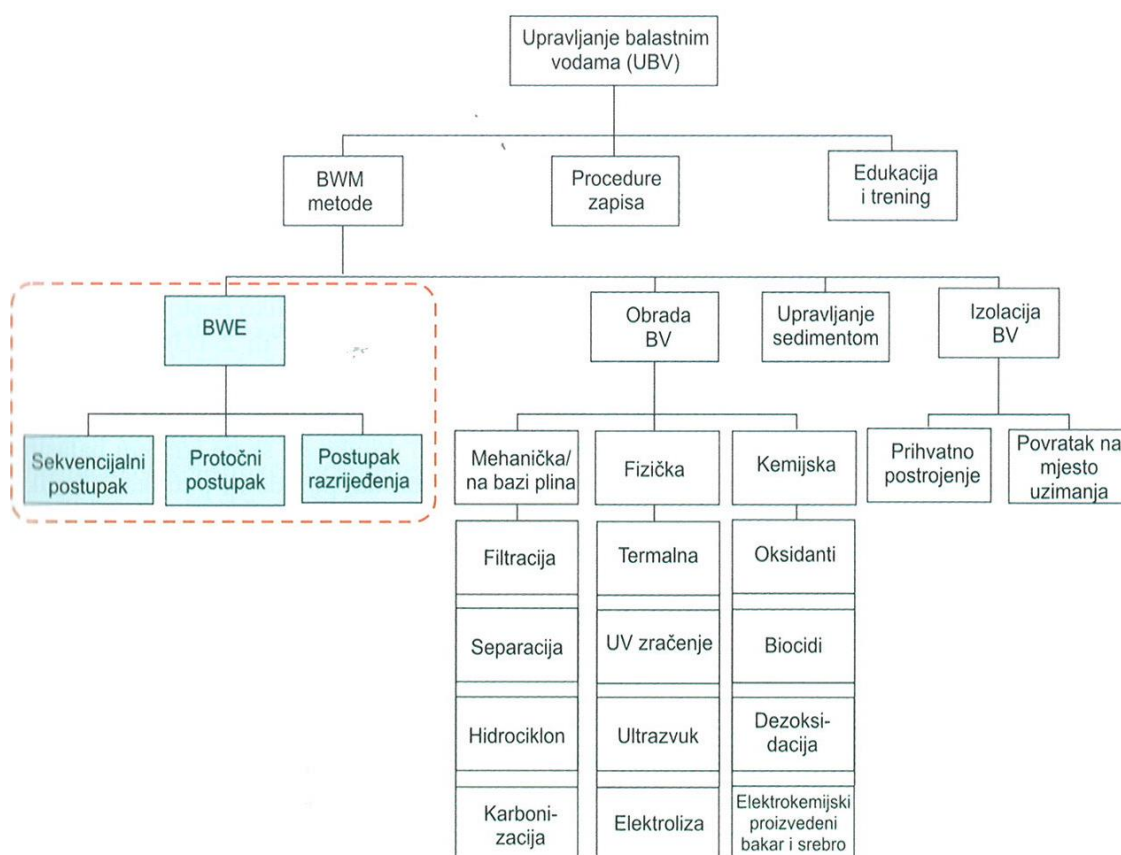 Upravljanje balastnim
vodama (UBV)
BWM
metode
Procedure
zapisa
Edukacija
i trening
BWE
Obrada
BV
Upravljanje
sedimentom
Izolacija
BV
Sekvencijalni
postupak
Protočni
postupak
Postupak
razrijeđenja
Mehanička/
na bazi plina
Fizička
Kemijska
Prihvatno
postrojenje
Povratak na
mjesto
uzimanja
Filtracija
Termalna
Oksidanti
Separacija
UV zračenje
Biocidi
Hidrociklon
Ultrazvuk
Dezoksi-
dacija
Karboni-
zacija
Elektroliza
Elektrokemijski
proizvedeni
bakar i srebro